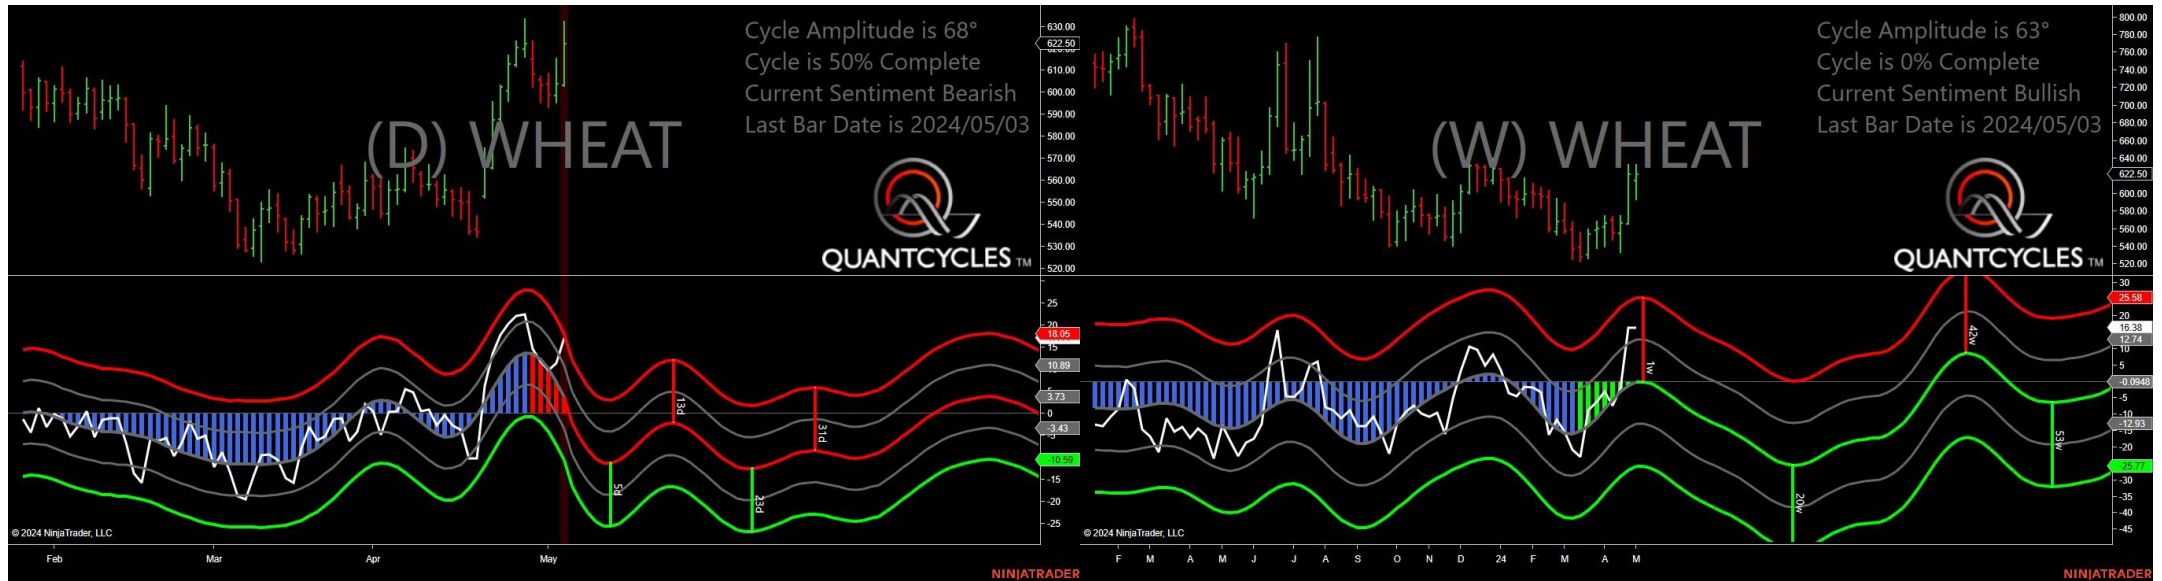 Cycle Amplitude is 68°
Cycle is 50% Complete
Current Sentiment Bearish
Last Bar Date is 2024/05/03
(D) WHEAT
QUANTCYCLES TM
630.00
622.50
610.00
600.00
590.00
580.00
570.00
560.00
550.00
540.00
530.00
520.00
25
20
18.05
15
10.89
5
3.73
0
-3.43
-5
-10.59
-15
-20
-25
5d
13d
23d
31d
© 2024 NinjaTrader, LLC
Feb Mar Apr May
NINJATRADER
Cycle Amplitude is 63°
Cycle is 0% Complete
Current Sentiment Bullish
Last Bar Date is 2024/05/03
(W) WHEAT
QUANTCYCLES TM
800.00
780.00
760.00
740.00
720.00
700.00
680.00
660.00
640.00
622.50
600.00
580.00
560.00
540.00
520.00
30
25.58
20
16.38
12.74
10
5
-0.0948
-5
-10
-12.93
-15
-20
-25.77
-30
-35
-40
-45
1w
20w
42w
53w
© 2024 NinjaTrader, LLC
F M A M J J A S O N D 24 F M A M
NINJATRADER